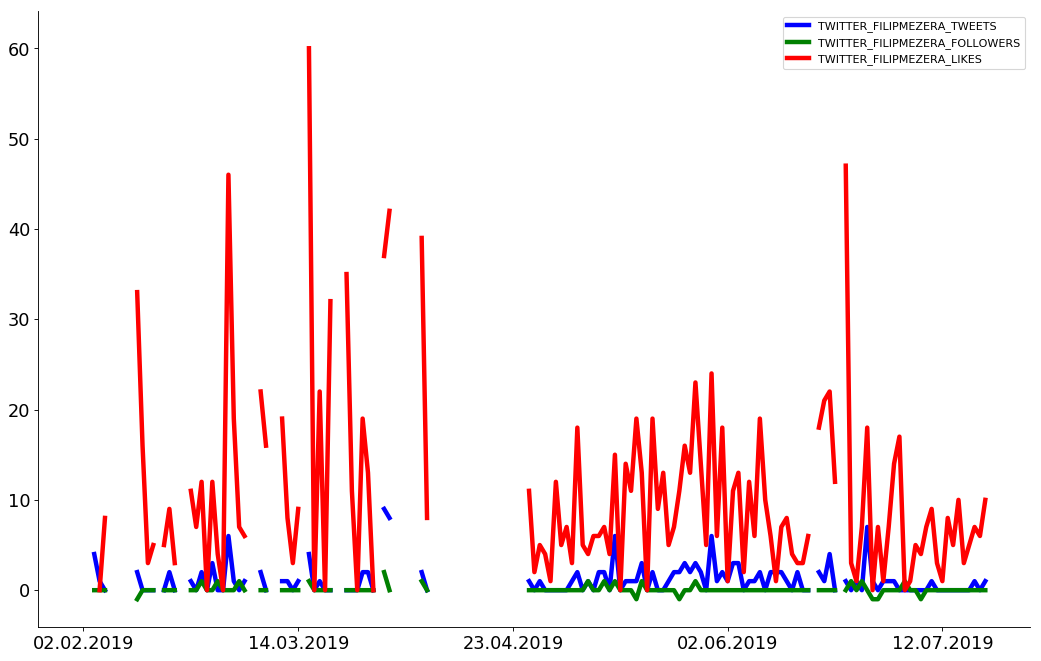 TWITTER_FILIPMEZERA_TWEETS
TWITTER_FILIPMEZERA_FOLLOWERS
TWITTER_FILIPMEZERA_LIKES
60
50
40
30
20
10
0
02.02.2019 14.03.2019 23.04.2019 02.06.2019 12.07.2019